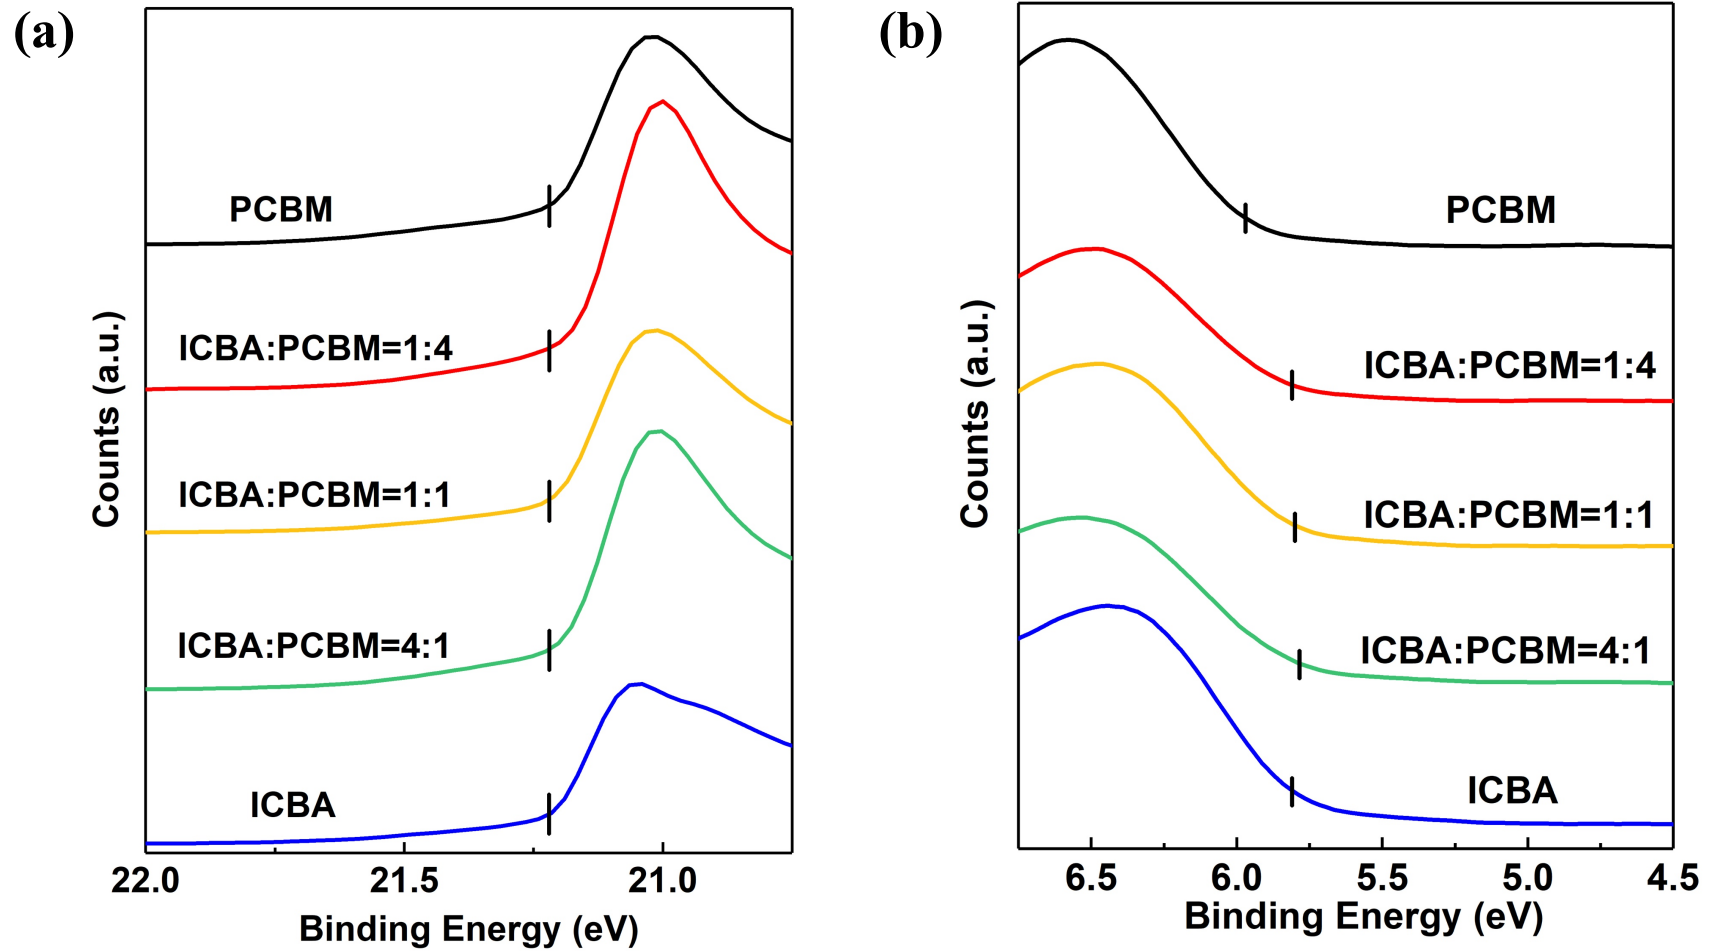 (a)
PCBM
ICBA:PCBM=1:4
ICBA:PCBM=1:1
ICBA:PCBM=4:1
ICBA
Counts (a.u.)
22.0 21.5 21.0
Binding Energy (eV)
(b)
PCBM
ICBA:PCBM=1:4
ICBA:PCBM=1:1
ICBA:PCBM=4:1
ICBA
Counts (a.u.)
6.5 6.0 5.5 5.0 4.5
Binding Energy (eV)